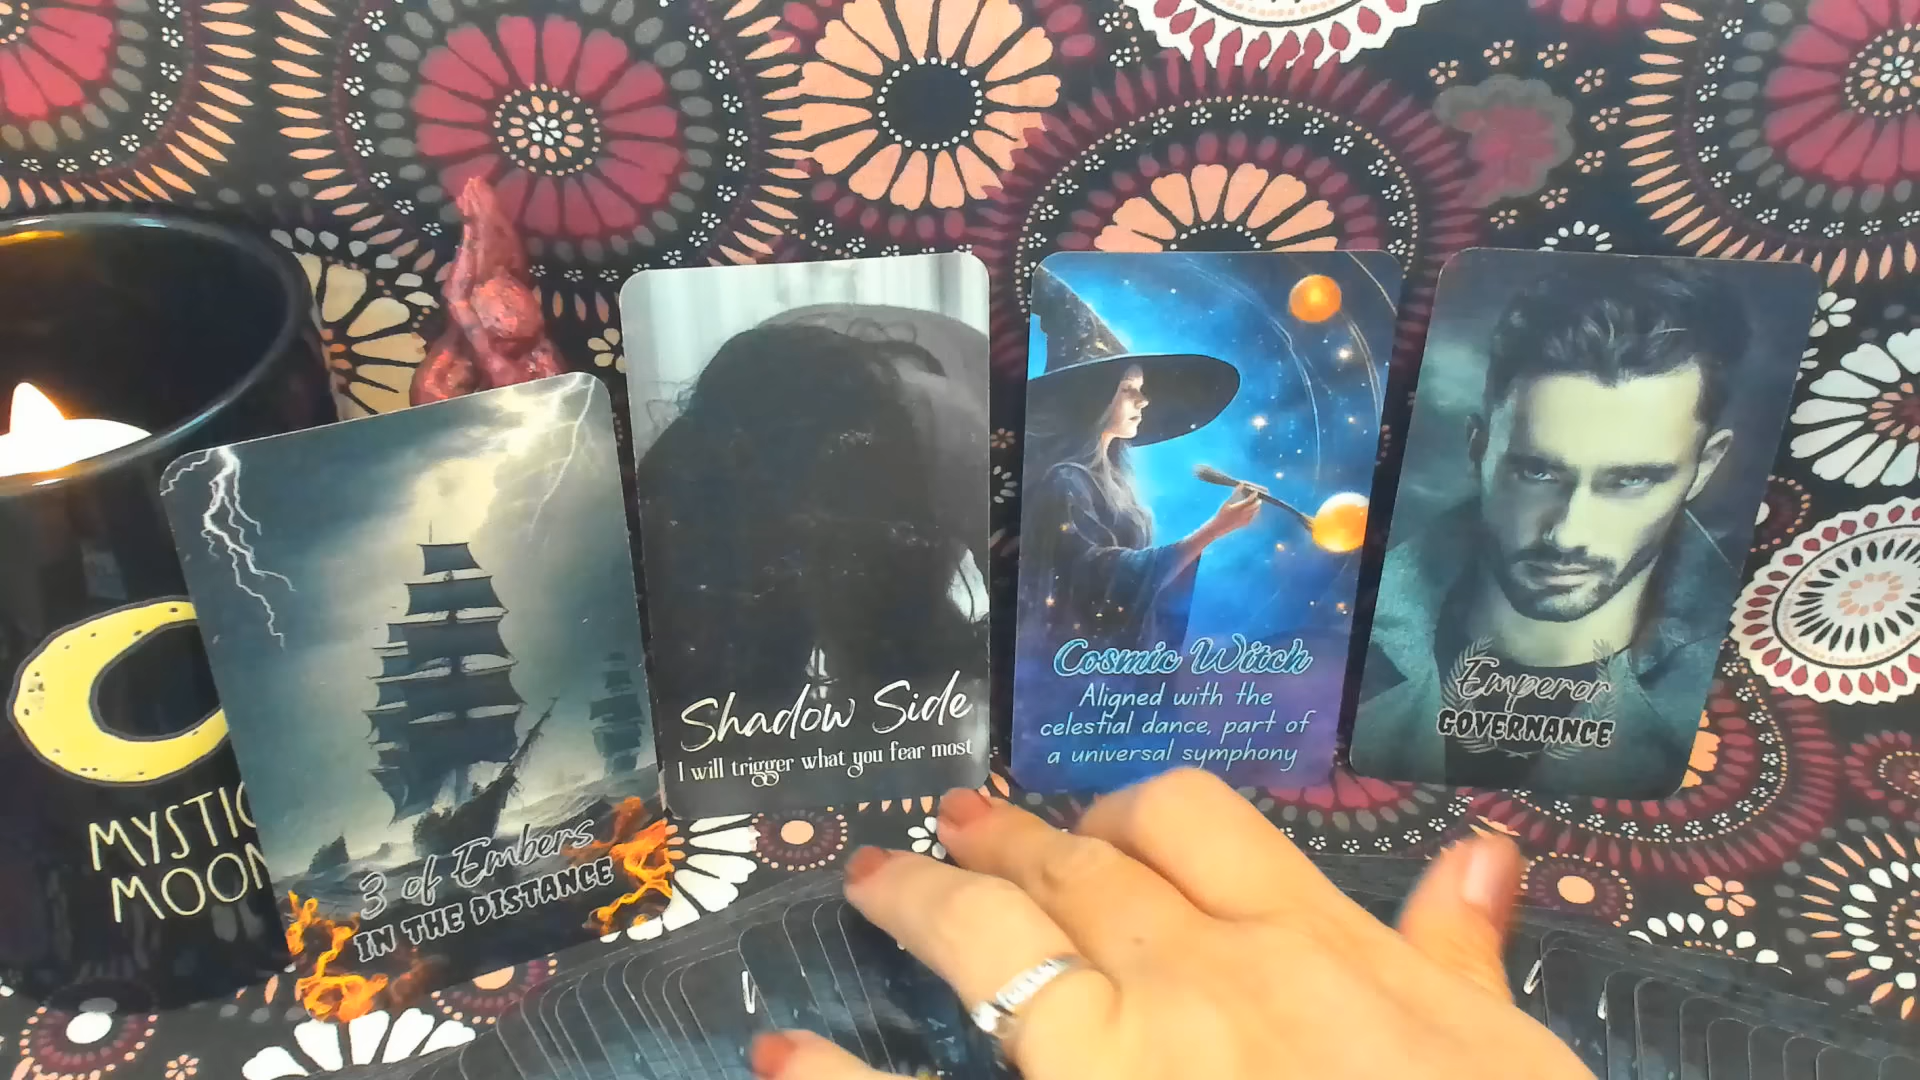 MYSTIC
MOON
3 of Embers
IN THE DISTANCE
Shadow Side
I will trigger what you fear most
Cosmic Witch
Aligned with the
celestial dance, part of
a universal symphony
Emperor
GOVERNANCE